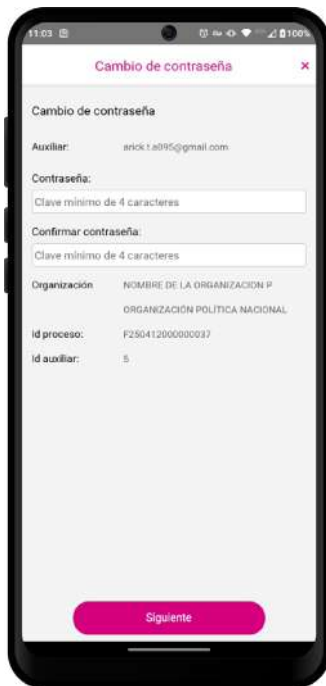 11:03
100%
Cambio de contraseña ×
Cambio de contraseña
Auxiliar: arick.t.a095@gmail.com
Contraseña:
Clave mínimo de 4 caracteres
Confirmar contraseña:
Clave mínimo de 4 caracteres
Organización NOMBRE DE LA ORGANIZACION P
ORGANIZACIÓN POLÍTICA NACIONAL
Id proceso: F250412000000037
Id auxiliar: 5
Siguiente